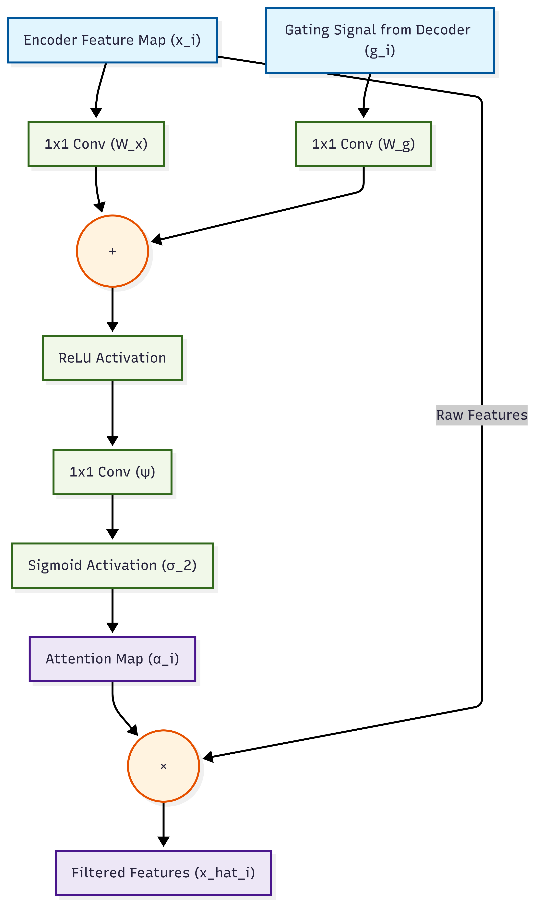 Encoder Feature Map (x_i)
Gating Signal from Decoder
(g_i)
1x1 Conv (W_x)
1x1 Conv (W_g)
+
ReLU Activation
Raw Features
1x1 Conv (ψ)
Sigmoid Activation (σ_2)
Attention Map (α_i)
×
Filtered Features (x_hat_i)